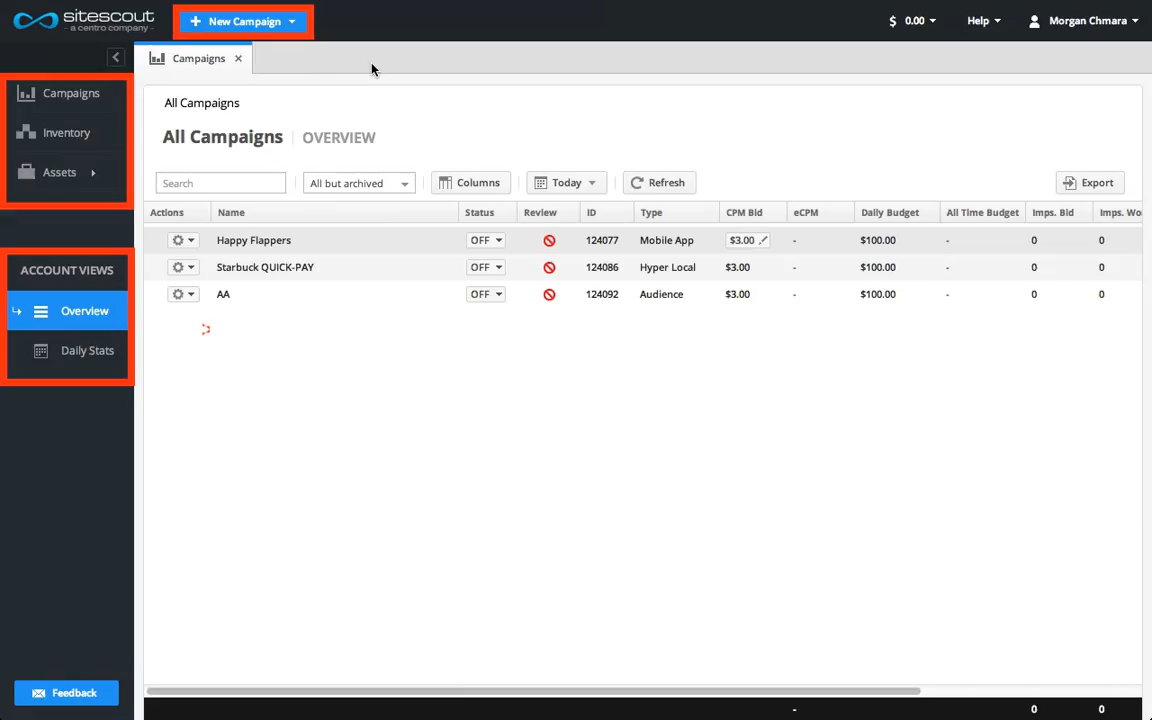 sitescout
- a centro company -
+ New Campaign
$ 0.00
Help
Morgan Chmara
Campaigns
Inventory
Assets
ACCOUNT VIEWS
Overview
Daily Stats
Feedback
Campaigns ×
All Campaigns
All Campaigns | OVERVIEW
Search
All but archived
Columns
Today
Refresh
Export
Actions Name Status Review ID Type CPM Bid eCPM Daily Budget All Time Budget Imps. Bid Imps. Wo
Happy Flappers OFF 124077 Mobile App $3.00 - $100.00 - 0 0
Starbuck QUICK-PAY OFF 124086 Hyper Local $3.00 - $100.00 - 0 0
AA OFF 124092 Audience $3.00 - $100.00 - 0 0
- 0 0